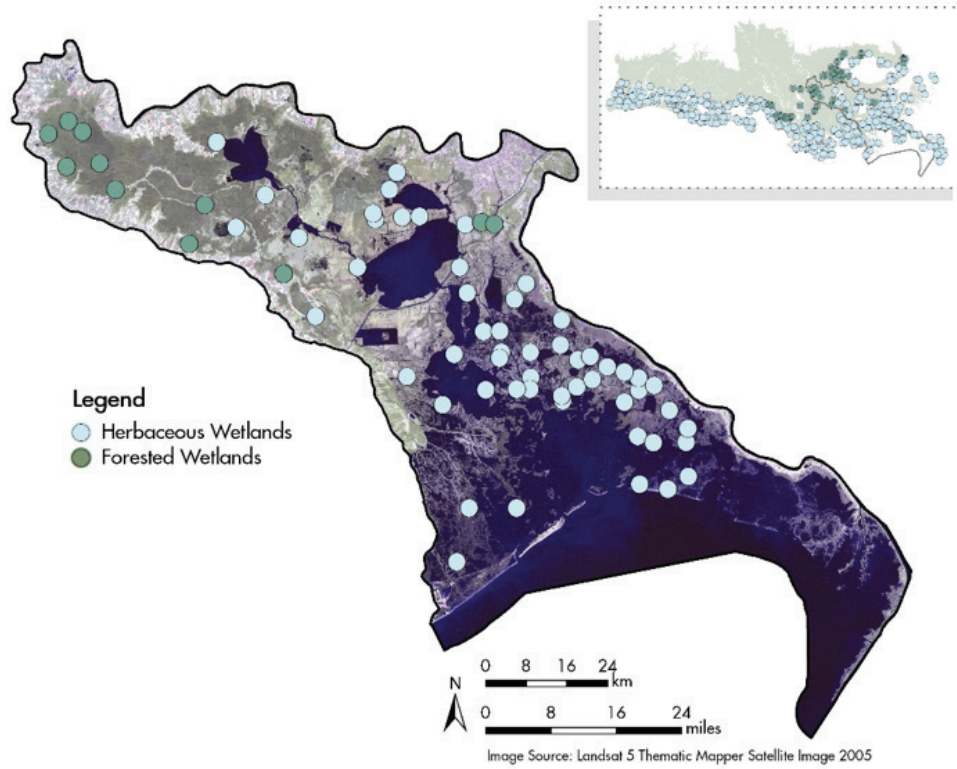 Legend
Herbaceous Wetlands
Forested Wetlands
N
0 8 16 24
km
0 8 16 24
miles
Image Source: Landsat 5 Thematic Mapper Satellite Image 2005